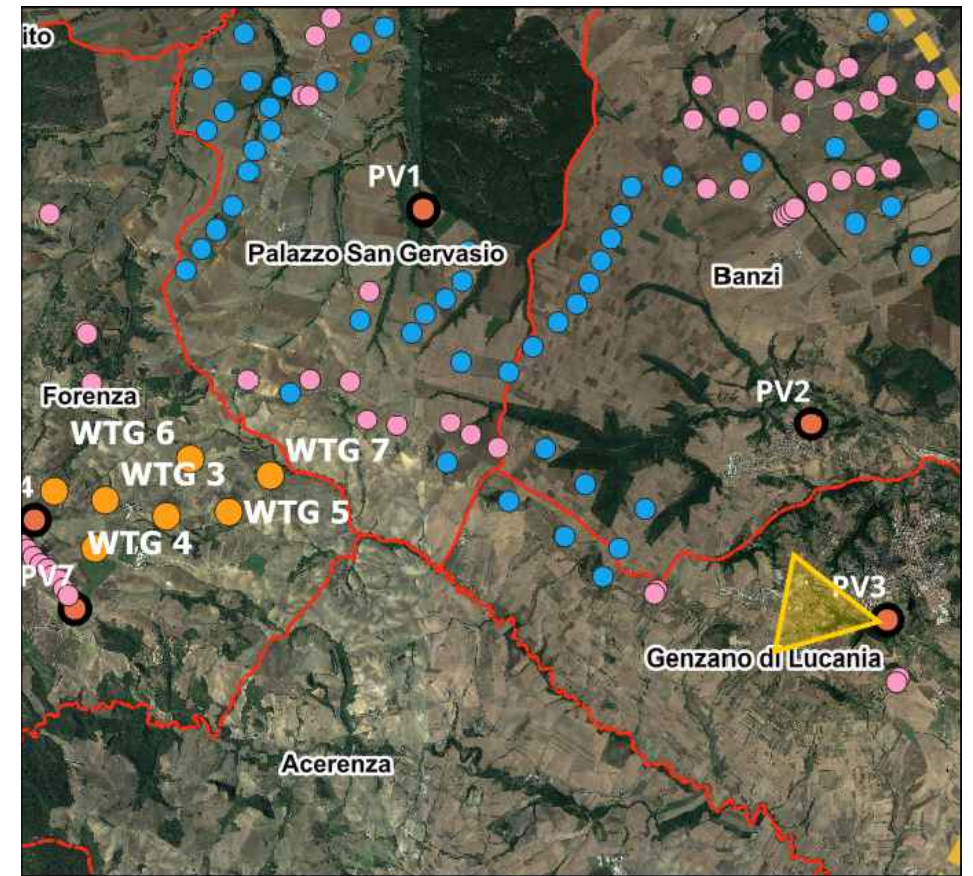 ito
PV1
Palazzo San Gervasio
Banzi
PV2
Forenza
WTG 6
WTG 7
WTG 3
4
WTG 5
WTG 4
PV7
PV3
Genzano di Lucania
Acerenza